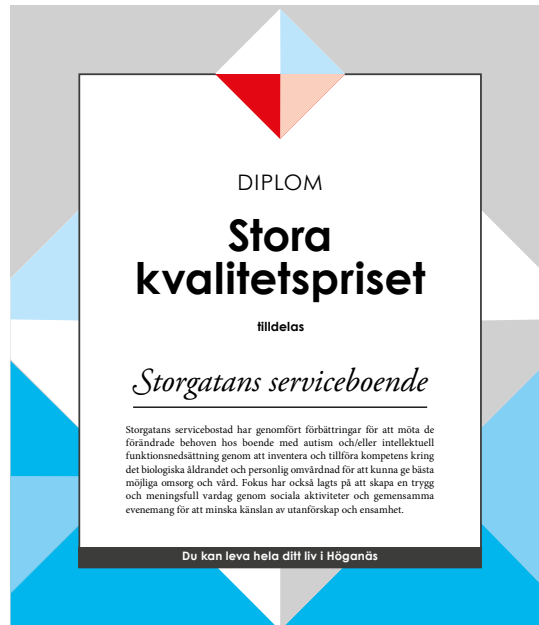 DIPLOM
Stora
kvalitetspriset
tilldelas
Storgatans serviceboende
Storgatans servicebostad har genomfört förbättringar för att möta de
förändrade behoven hos boende med autism och/eller intellektuell
funktionsnedsättning genom att inventera och tillföra kompetens kring
det biologiska åldrandet och personlig omvårdnad för att kunna ge bästa
möjliga omsorg och vård. Fokus har också lagts på att skapa en trygg
och meningsfull vardag genom sociala aktiviteter och gemensamma
evenemang för att minska känslan av utanförskap och ensamhet.
Du kan leva hela ditt liv i Höganäs